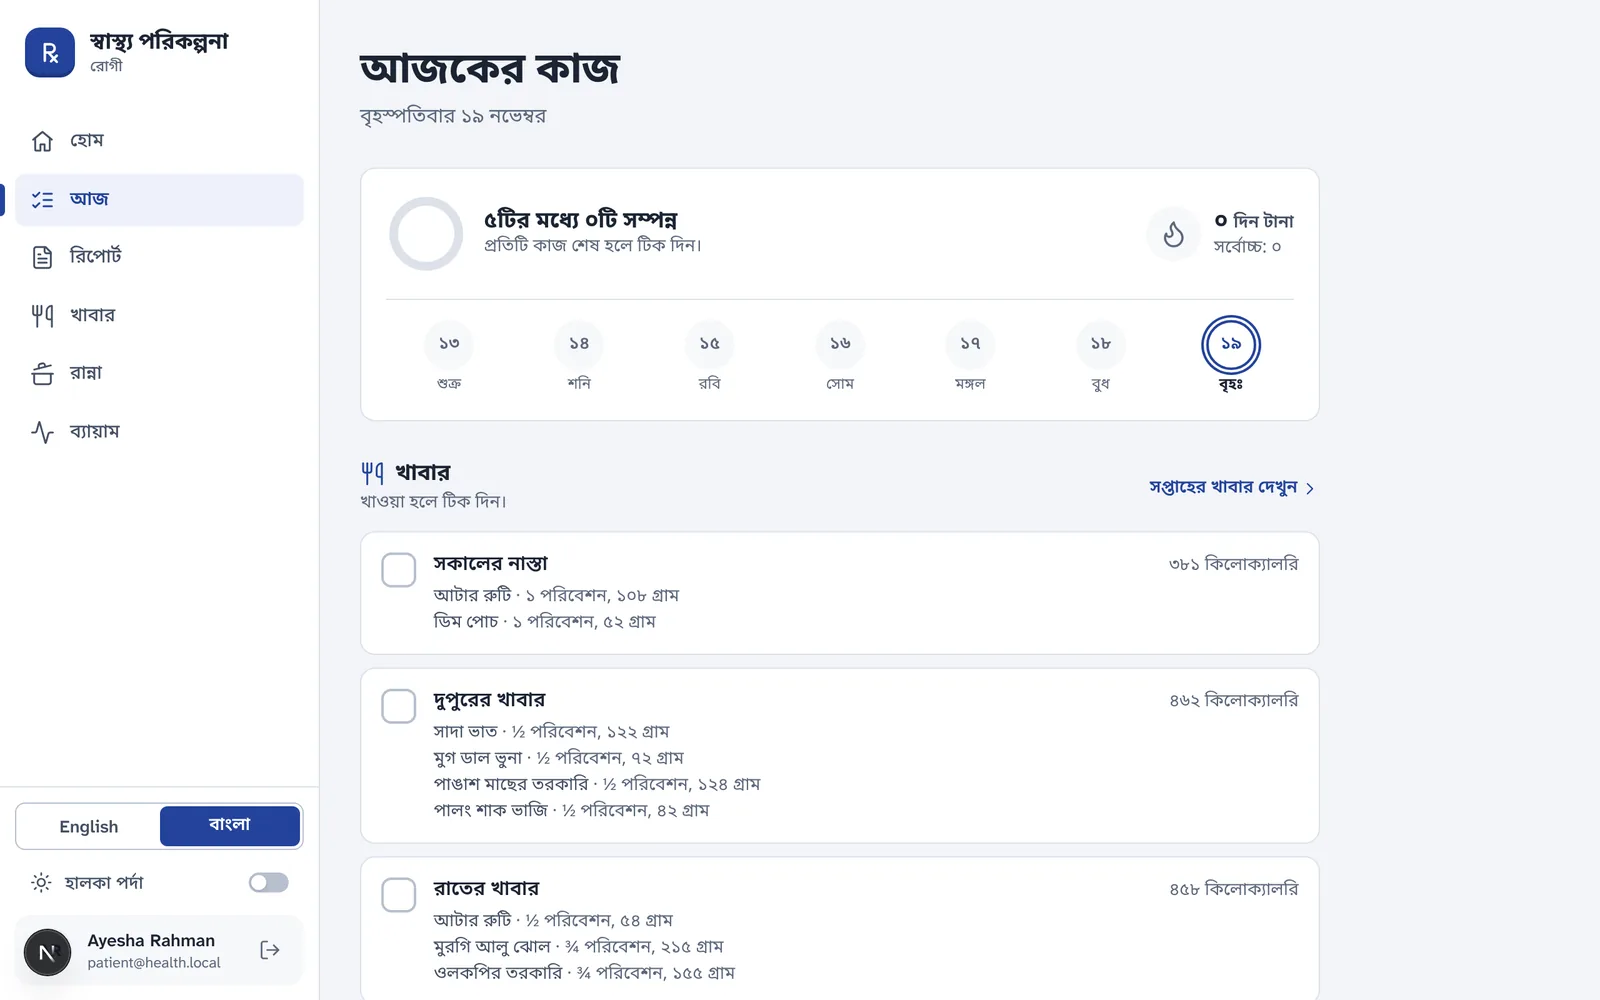 স্বাস্থ্য পরিকল্পনা
রোগী
হোম
আজ
রিপোর্ট
খাবার
রান্না
ব্যায়াম
English
বাংলা
হালকা পর্দা
N
Ayesha Rahman
patient@health.local
আজকের কাজ
বৃহস্পতিবার ১৯ নভেম্বর
৫টির মধ্যে ০টি সম্পন্ন
প্রতিটি কাজ শেষ হলে টিক দিন।
০ দিন টানা
সর্বোচ্চ: ০
১৩ ১৪ ১৫ ১৬ ১৭ ১৮ ১৯
শুক্র শনি রবি সোম মঙ্গল বুধ বৃহঃ
খাবার
খাওয়া হলে টিক দিন।
সপ্তাহের খাবার দেখুন
সকালের নাস্তা ৩৮১ কিলোক্যালরি
আটার রুটি · ১ পরিবেশন, ১০৮ গ্রাম
ডিম পোচ · ১ পরিবেশন, ৫২ গ্রাম
দুপুরের খাবার ৪৬২ কিলোক্যালরি
সাদা ভাত · ½ পরিবেশন, ১২২ গ্রাম
মুগ ডাল ভুনা · ½ পরিবেশন, ৭২ গ্রাম
পাঙাশ মাছের তরকারি · ½ পরিবেশন, ১২৪ গ্রাম
পালং শাক ভাজি · ½ পরিবেশন, ৪২ গ্রাম
রাতের খাবার ৪৫৮ কিলোক্যালরি
আটার রুটি · ½ পরিবেশন, ৫৪ গ্রাম
মুরগি আলু ঝোল · ¾ পরিবেশন, ২১৫ গ্রাম
ওলকপির তরকারি · ¾ পরিবেশন, ১৫৫ গ্রাম